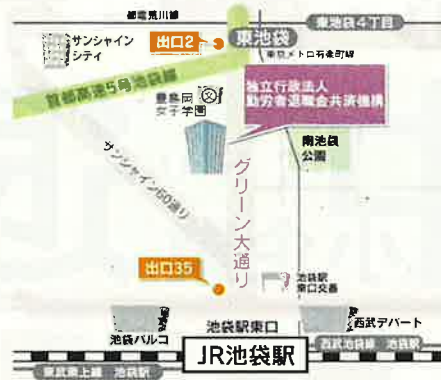 都電荒川線
東池袋4丁目
サンシャイン
シティ
出口2
東池袋
東京メトロ有楽町線
首都高速5号池袋線
独立行政法人
勤労者退職金共済機構
豊島岡
女子学園
文
南池袋
公園
サンシャイン60通り
グリーン大通り
出口35
池袋駅
東口交番
池袋パルコ
池袋駅東口
西武デパート
JR池袋駅
西武池袋線 池袋駅
東武東上線 池袋駅